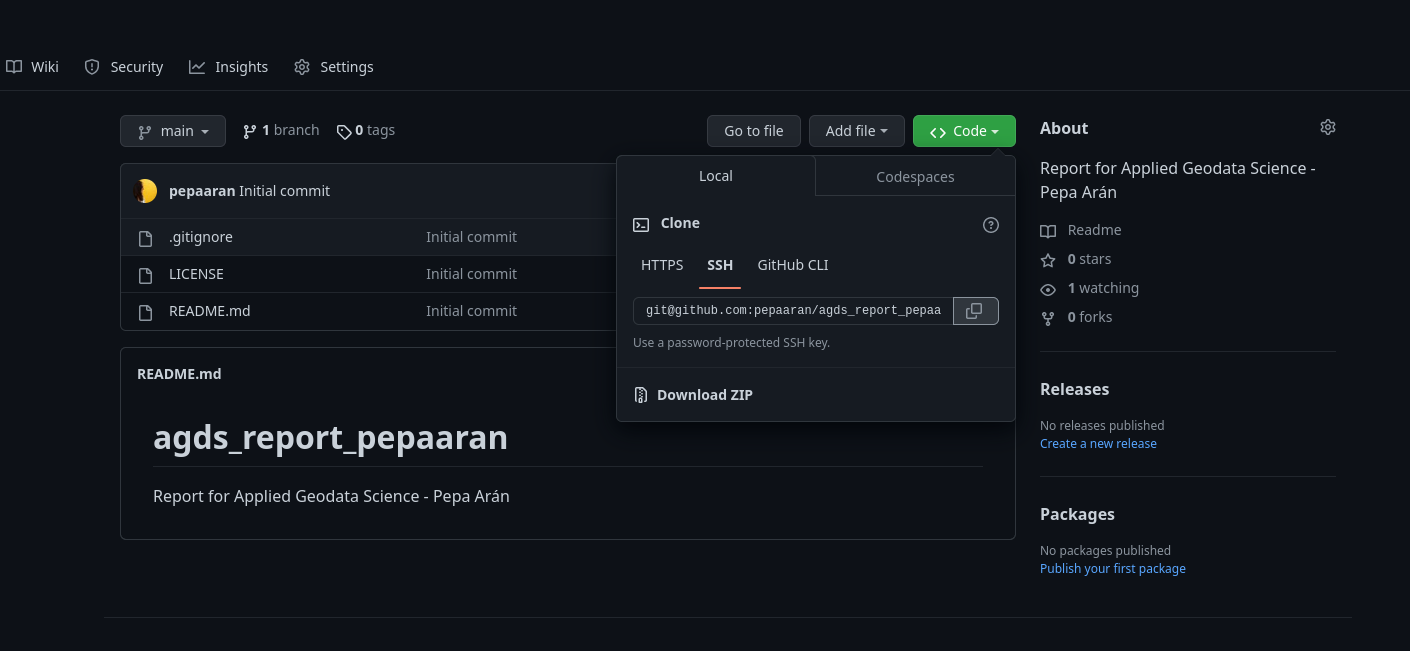 Wiki Security Insights Settings
main 1 branch 0 tags Go to file Add file Code
pepaaran Initial commit
.gitignore Initial commit
LICENSE Initial commit
README.md Initial commit
Local Codespaces
Clone
HTTPS SSH GitHub CLI
git@github.com:pepaaran/agds_report_pepaa
Use a password-protected SSH key.
Download ZIP
README.md
agds_report_pepaaran
Report for Applied Geodata Science - Pepa Arán
About
Report for Applied Geodata Science -
Pepa Arán
Readme
0 stars
1 watching
0 forks
Releases
No releases published
Create a new release
Packages
No packages published
Publish your first package